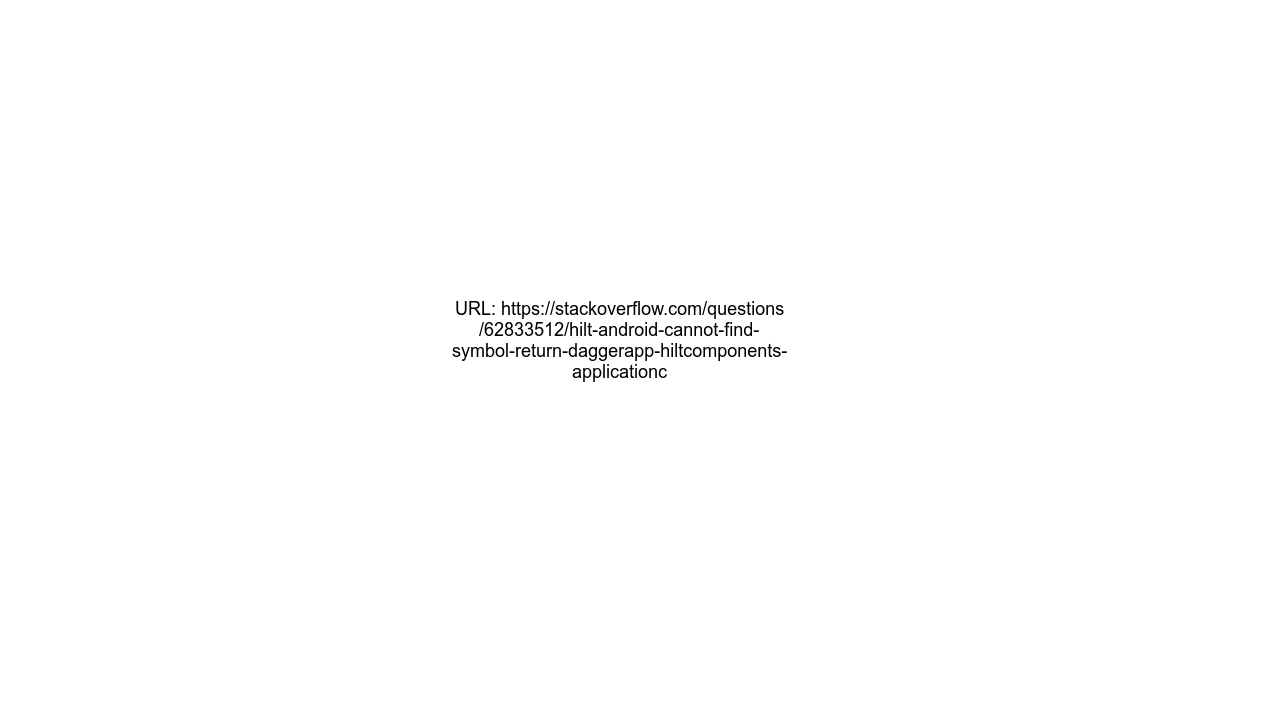 URL: https://stackoverflow.com/questions
/62833512/hilt-android-cannot-find-
symbol-return-daggerapp-hiltcomponents-
applicationc